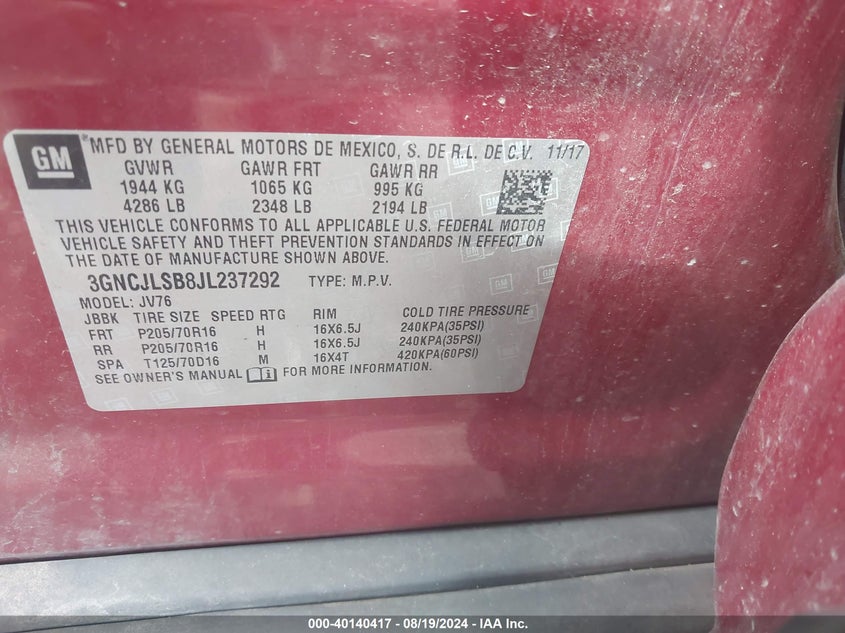 GM ® MFD BY GENERAL MOTORS DE MEXICO, S. DE R.L. DE C.V. 11/17
GVWR GAWR FRT GAWR RR
1944 KG 1065 KG 995 KG
4286 LB 2348 LB 2194 LB
THIS VEHICLE CONFORMS TO ALL APPLICABLE U.S. FEDERAL MOTOR
VEHICLE SAFETY AND THEFT PREVENTION STANDARDS IN EFFECT ON
THE DATE OF MANUFACTURE SHOWN ABOVE.
3GNCJLSB8JL237292 TYPE: M.P.V.
MODEL: JV76
JBBK TIRE SIZE SPEED RTG RIM COLD TIRE PRESSURE
FRT P205/70R16 H 16X6.5J 240KPA(35PSI)
RR P205/70R16 H 16X6.5J 240KPA(35PSI)
SPA T125/70D16 M 16X4T 420KPA(60PSI)
SEE OWNER'S MANUAL FOR MORE INFORMATION.
000-40140417 - 08/19/2024 - IAA Inc.